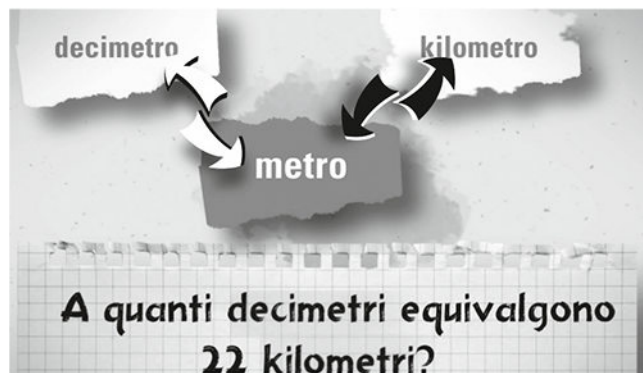 decimetro
kilometro
metro
A quanti decimetri equivalgono
22 kilometri?